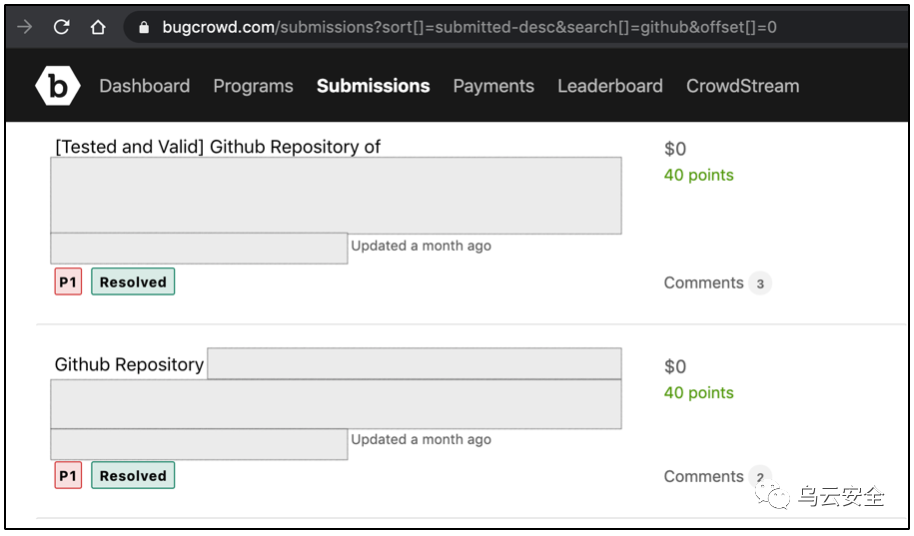 bugcrowd.com/submissions?sort[]=submitted-desc&search[]=github&offset[]=0
b Dashboard Programs Submissions Payments Leaderboard CrowdStream
[Tested and Valid] Github Repository of
$0
40 points
Updated a month ago
P1 Resolved
Comments 3
Github Repository
$0
40 points
Updated a month ago
P1 Resolved
Comments 2
乌云安全